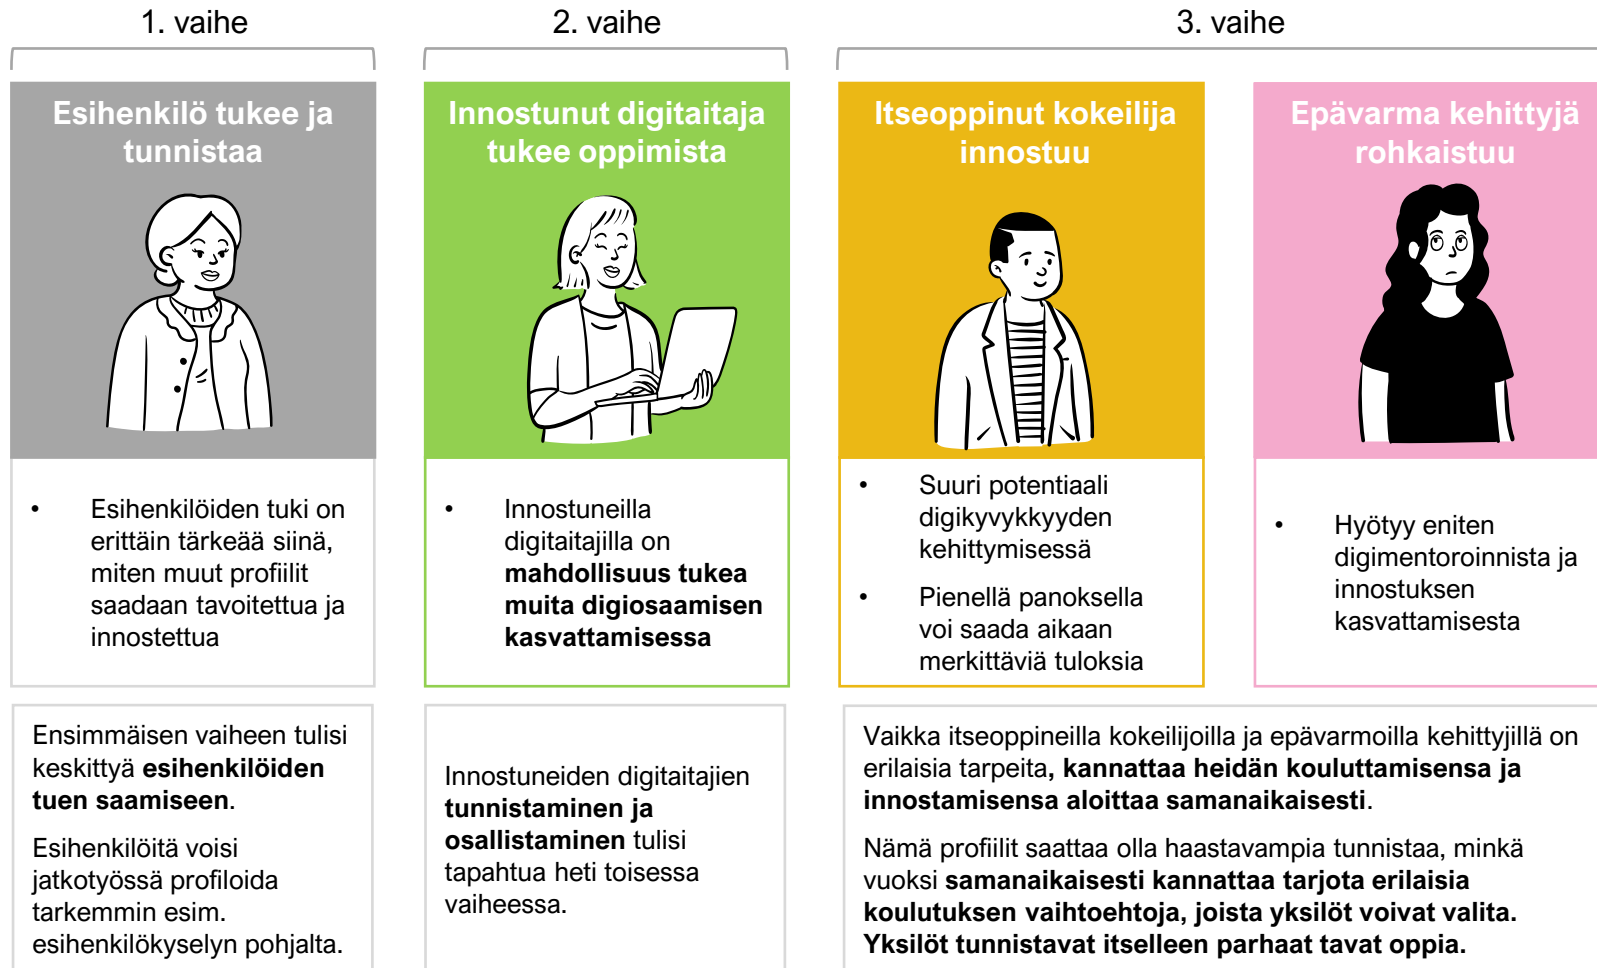 1. vaihe
2. vaihe
3. vaihe
Esihenkilö tukee ja
tunnistaa
Innostunut digitaitaja
tukee oppimista
Itseoppinut kokeilija
innostuu
Epävarma kehittyjä
rohkaistuu
• Esihenkilöiden tuki on
erittäin tärkeää siinä,
miten muut profiilit
saadaan tavoitettua ja
innostettua
• Innostuneilla
digitaitajilla on
mahdollisuus tukea
muita digiosaamisen
kasvattamisessa
• Suuri potentiaali
digikyvykkyyden
kehittymisessä
• Pienellä panoksella
voi saada aikaan
merkittäviä tuloksia
• Hyötyy eniten
digimentoroinnista ja
innostuksen
kasvattamisesta
Ensimmäisen vaiheen tulisi
keskittyä esihenkilöiden
tuen saamiseen.
Esihenkilöitä voisi
jatkotyössä profiloida
tarkemmin esim.
esihenkilökyselyn pohjalta.
Innostuneiden digitaitajien
tunnistaminen ja
osallistaminen tulisi
tapahtua heti toisessa
vaiheessa.
Vaikka itseoppineilla kokeilijoilla ja epävarmoilla kehittyjillä on
erilaisia tarpeita, kannattaa heidän kouluttamisensa ja
innostamisensa aloittaa samanaikaisesti.
Nämä profiilit saattaa olla haastavampia tunnistaa, minkä
vuoksi samanaikaisesti kannattaa tarjota erilaisia
koulutuksen vaihtoehtoja, joista yksilöt voivat valita.
Yksilöt tunnistavat itselleen parhaat tavat oppia.